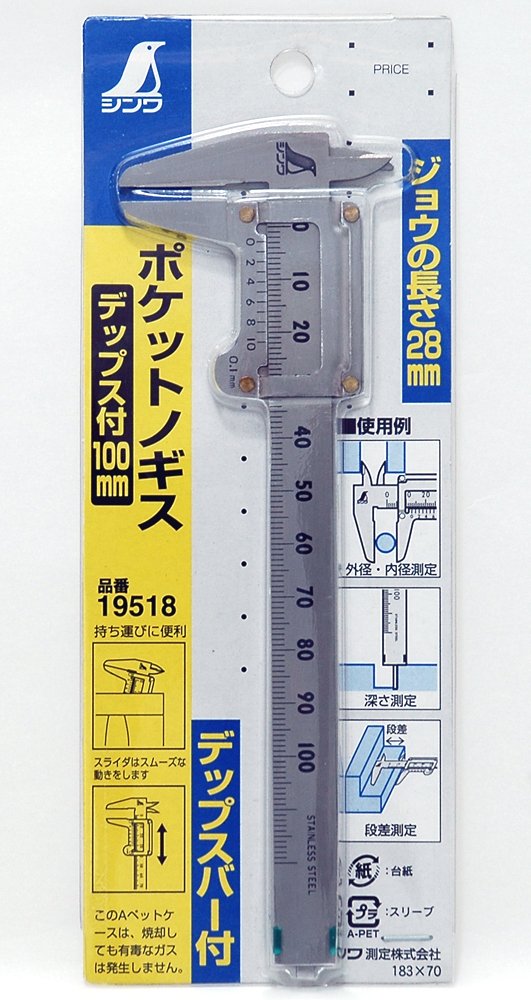 シンワ
PRICE
シンワ
ジョウの長さ28mm
ポケットノギス
デップス付100mm
0 10 20
0 2 4 6 8 10
0.1mm
40 50 60 70 80 90 100
STAINLESS STEEL
品番
19518
持ち運びに便利
スライダはスムーズな
動きをします
このAペットケ
ースは、焼却し
ても有毒なガス
は発生しません。
デップスバー付
■使用例
外径・内径測定
深さ測定
段差
段差測定
紙 :台紙
プラ :スリーブ
A-PET
シンワ測定株式会社
183×70